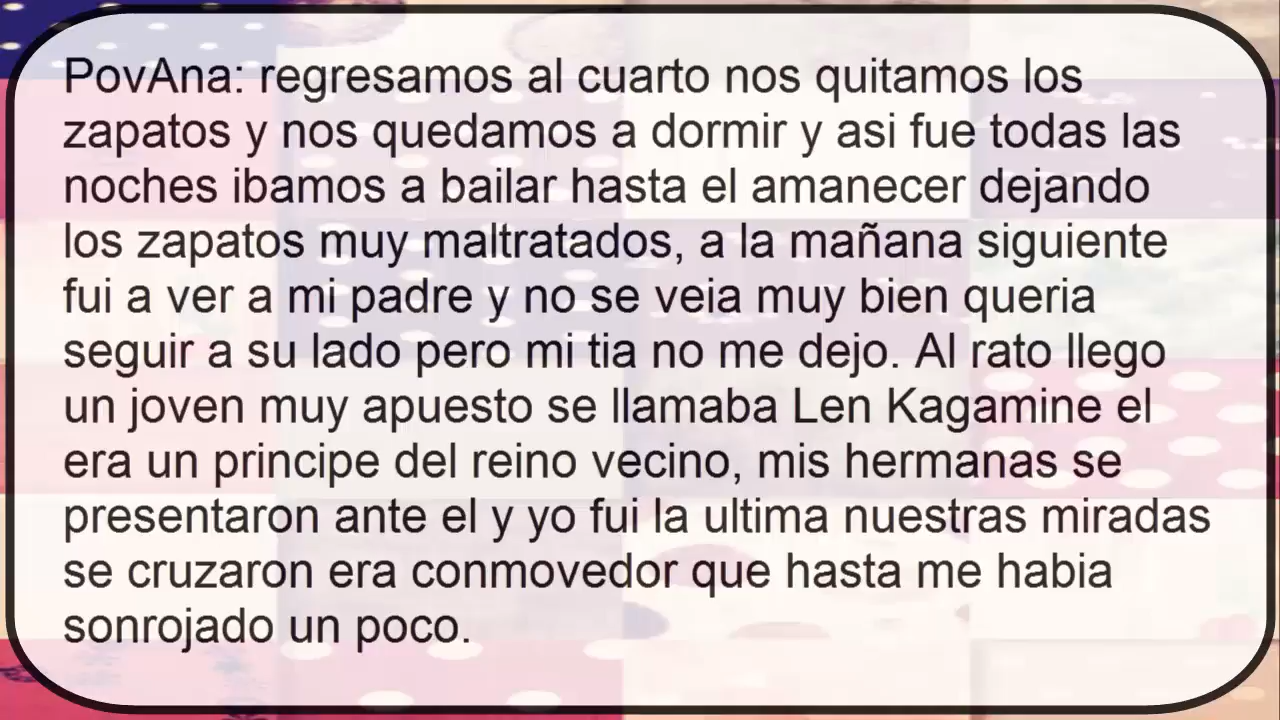 PovAna: regresamos al cuarto nos quitamos los
zapatos y nos quedamos a dormir y asi fue todas las
noches ibamos a bailar hasta el amanecer dejando
los zapatos muy maltratados, a la mañana siguiente
fui a ver a mi padre y no se veia muy bien queria
seguir a su lado pero mi tia no me dejo. Al rato llego
un joven muy apuesto se llamaba Len Kagamine el
era un principe del reino vecino, mis hermanas se
presentaron ante el y yo fui la ultima nuestras miradas
se cruzaron era conmovedor que hasta me habia
sonrojado un poco.